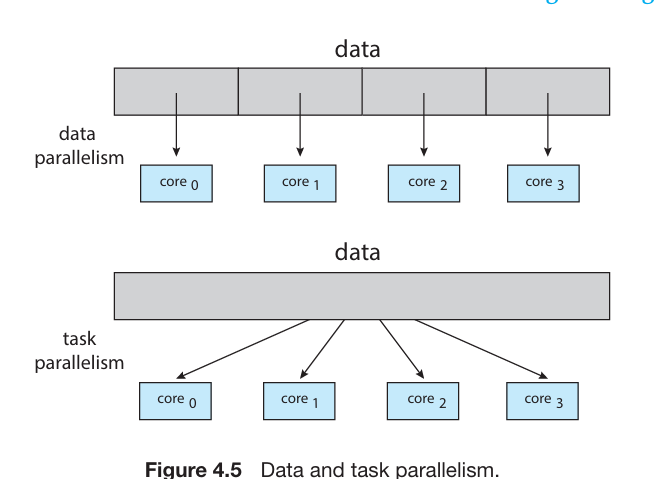 data
data
parallelism
core 0
core 1
core 2
core 3
data
task
parallelism
core 0
core 1
core 2
core 3
Figure 4.5 Data and task parallelism.